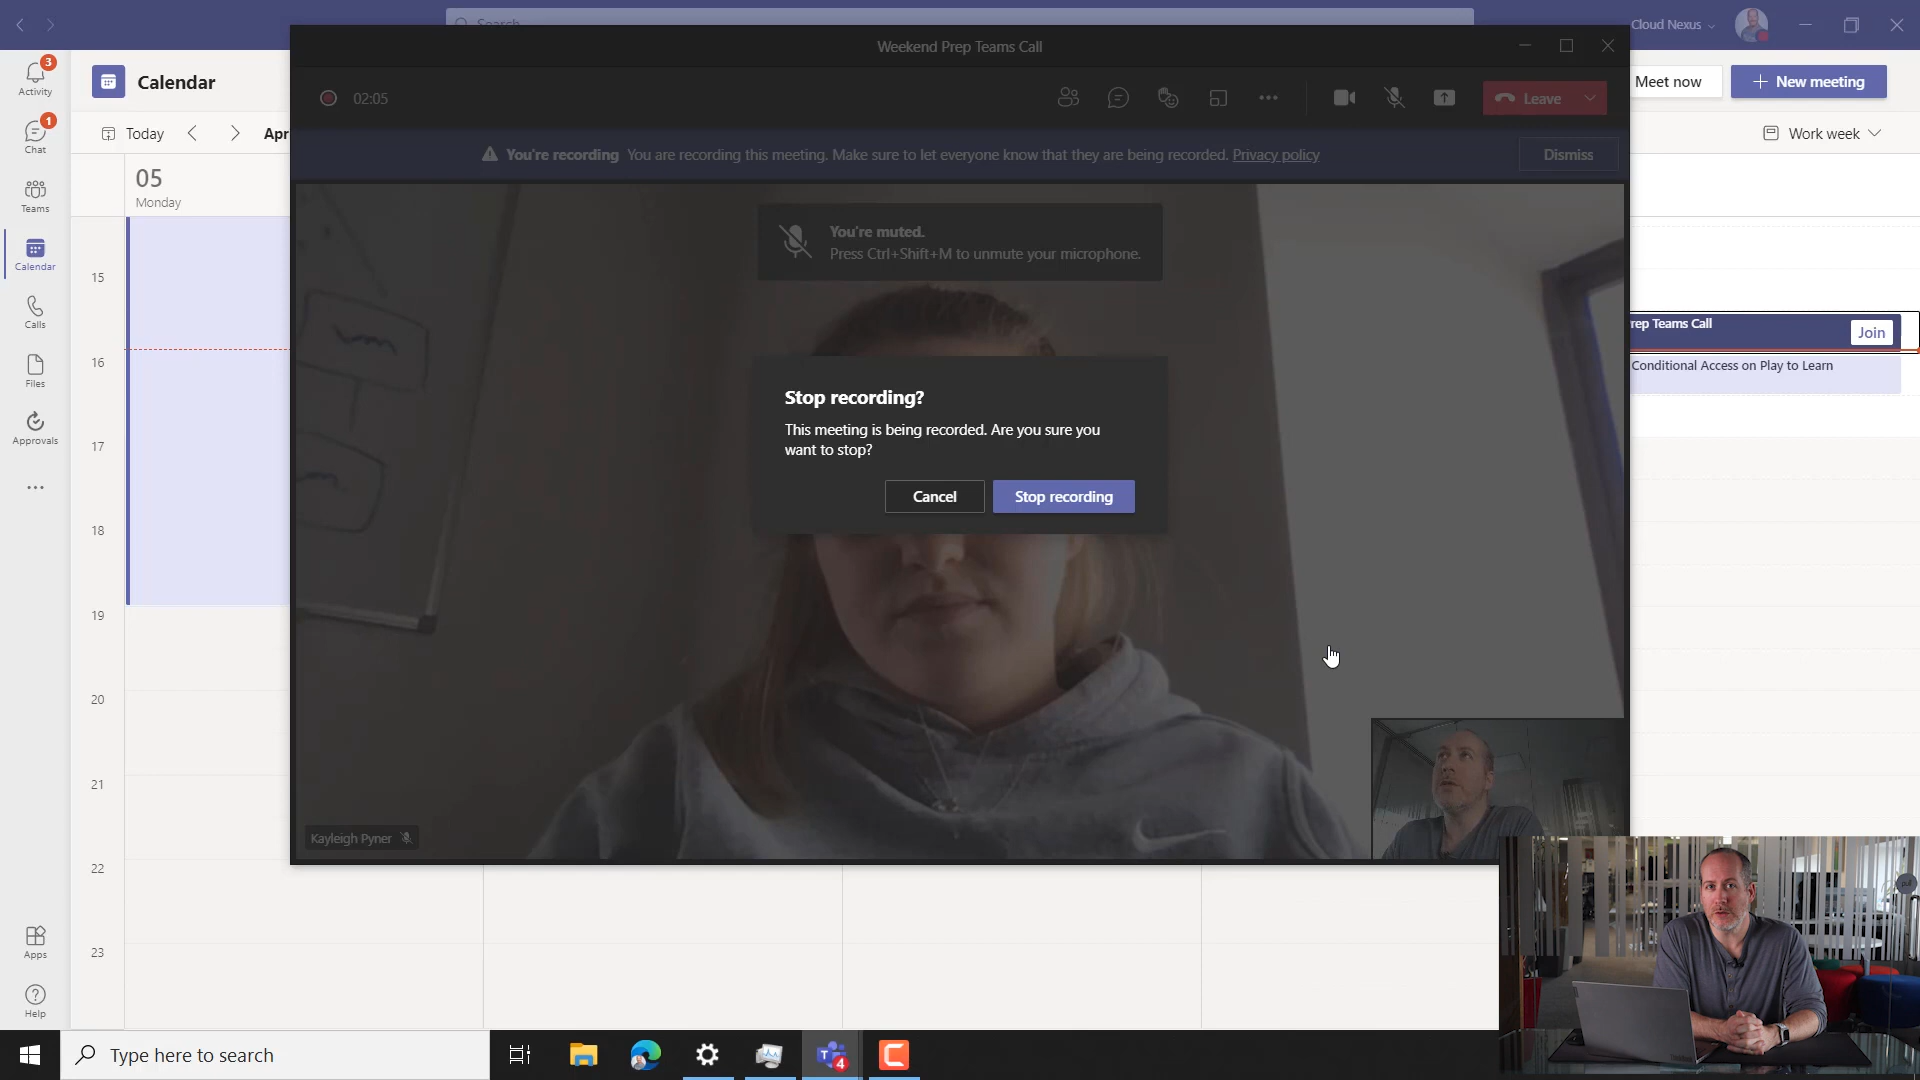 Search
Cloud Nexus
Weekend Prep Teams Call
3
Activity
Calendar
Meet now
New meeting
02:05
Leave
1
Chat
Today
Apr
Work week
You're recording You are recording this meeting. Make sure to let everyone know that they are being recorded. Privacy policy
Dismiss
05
Monday
Teams
You're muted.
Press Ctrl+Shift+M to unmute your microphone.
Calendar
15
Calls
rep Teams Call
Join
16
Conditional Access on Play to Learn
Files
Stop recording?
This meeting is being recorded. Are you sure you
want to stop?
Approvals
17
Cancel
Stop recording
18
19
20
21
Kayleigh Pyner
22
Apps
23
Help
Type here to search
4